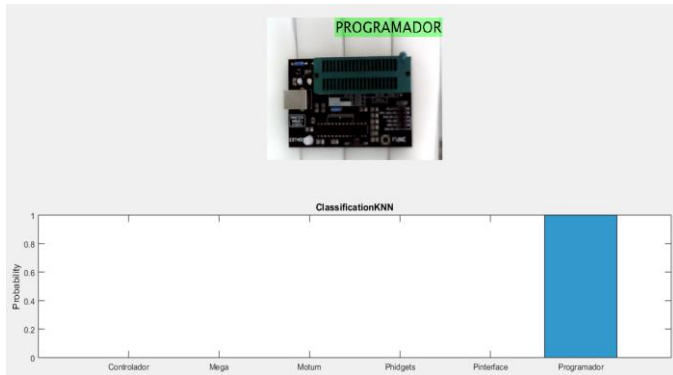 PROGRAMADOR
ClassificationKNN
Probability
1
0.8
0.6
0.4
0.2
0
Controlador Mega Motum Phidgets Pinterface Programador